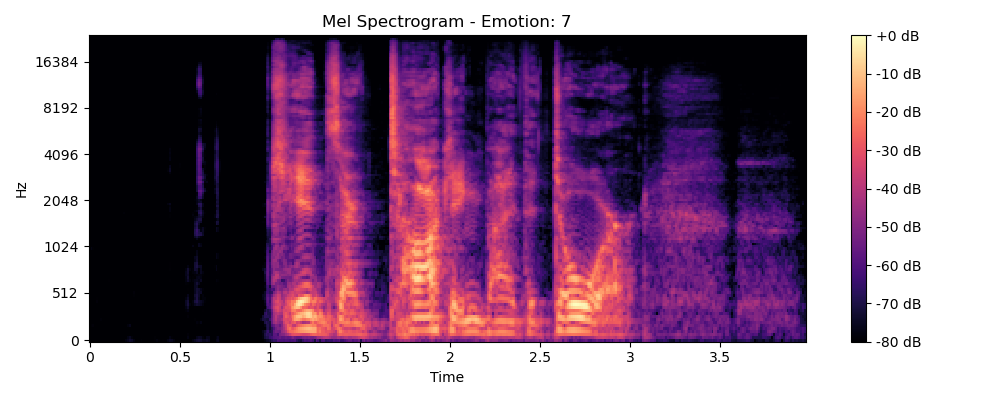 Mel Spectrogram - Emotion: 7
Hz
16384
8192
4096
2048
1024
512
0
0 0.5 1 1.5 2 2.5 3 3.5
Time
+0 dB
-10 dB
-20 dB
-30 dB
-40 dB
-50 dB
-60 dB
-70 dB
-80 dB